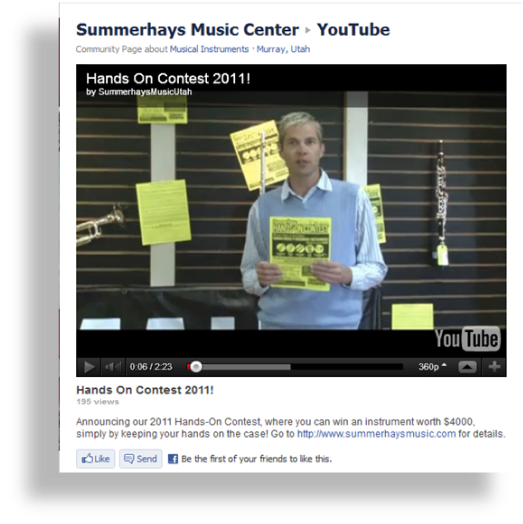 Summerhays Music Center ▸ YouTube
Community Page about Musical Instruments · Murray, Utah
Hands On Contest 2011!
by SummerhaysMusicUtah
HANDS ON CONTEST
YouTube
0:06 / 2:23
360p
Hands On Contest 2011!
195 views
Announcing our 2011 Hands-On Contest, where you can win an instrument worth $4000,
simply by keeping your hands on the case! Go to http://www.summerhaysmusic.com for details.
Like Send Be the first of your friends to like this.